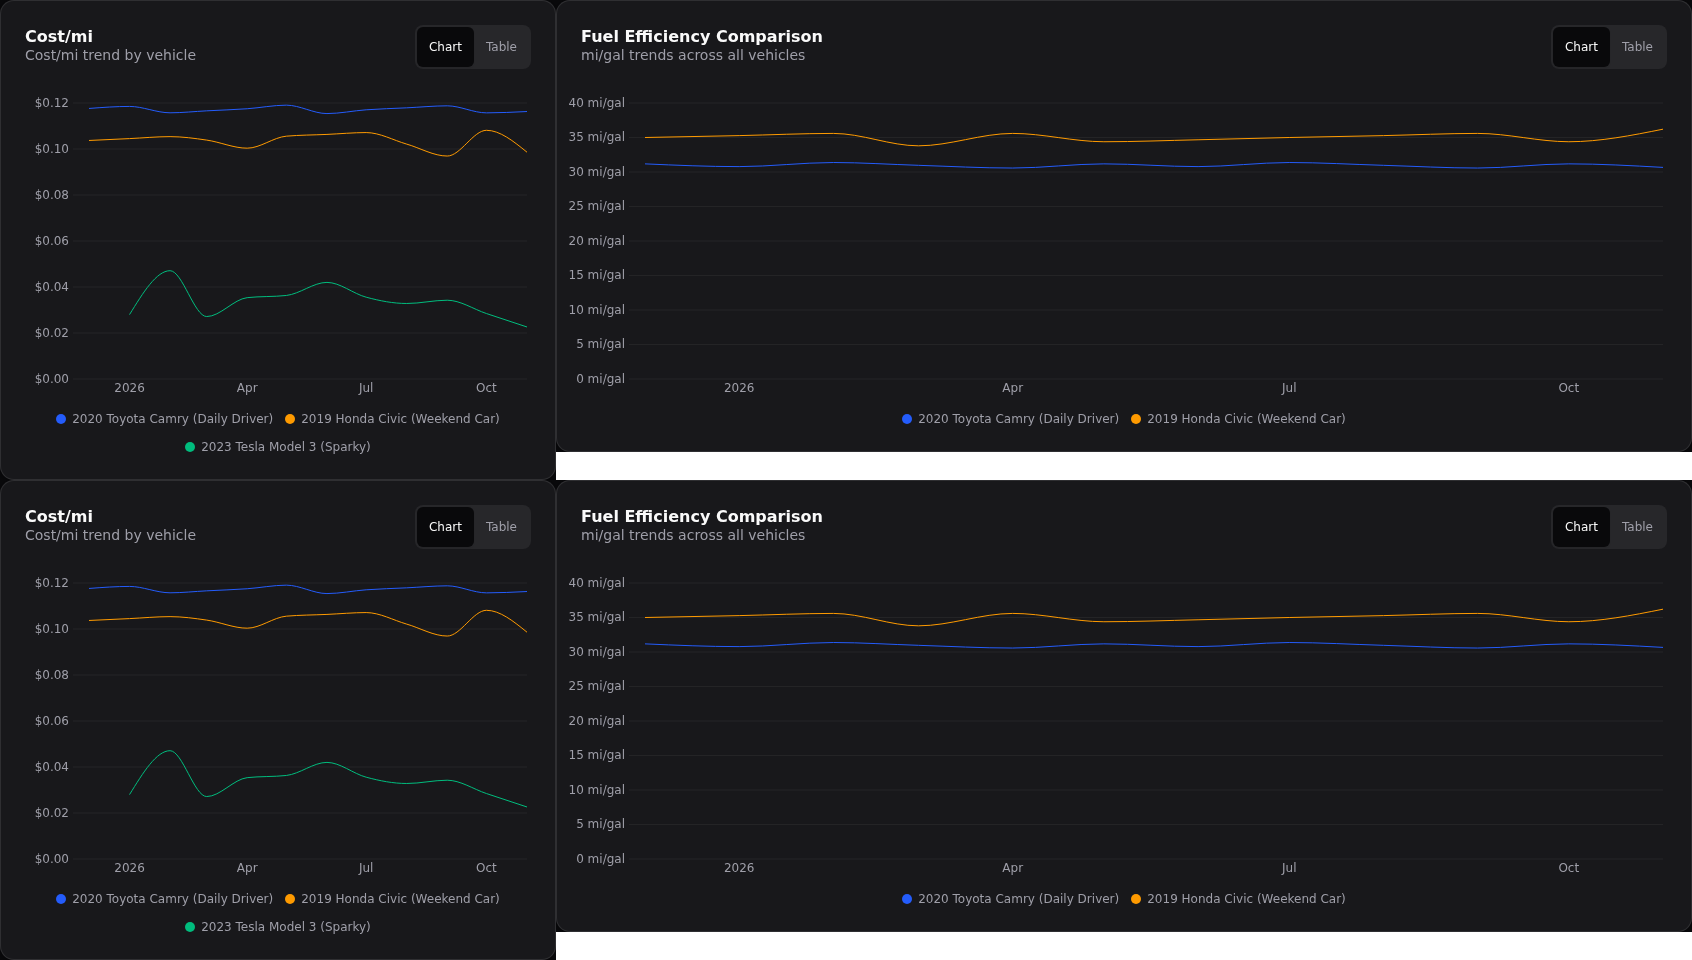 Cost/mi
Cost/mi trend by vehicle
Chart Table
$0.12
$0.10
$0.08
$0.06
$0.04
$0.02
$0.00
2026 Apr Jul Oct
2020 Toyota Camry (Daily Driver) 2019 Honda Civic (Weekend Car)
2023 Tesla Model 3 (Sparky)
Fuel Efficiency Comparison
mi/gal trends across all vehicles
Chart Table
40 mi/gal
35 mi/gal
30 mi/gal
25 mi/gal
20 mi/gal
15 mi/gal
10 mi/gal
5 mi/gal
0 mi/gal
2026 Apr Jul Oct
2020 Toyota Camry (Daily Driver) 2019 Honda Civic (Weekend Car)
Cost/mi
Cost/mi trend by vehicle
Chart Table
$0.12
$0.10
$0.08
$0.06
$0.04
$0.02
$0.00
2026 Apr Jul Oct
2020 Toyota Camry (Daily Driver) 2019 Honda Civic (Weekend Car)
2023 Tesla Model 3 (Sparky)
Fuel Efficiency Comparison
mi/gal trends across all vehicles
Chart Table
40 mi/gal
35 mi/gal
30 mi/gal
25 mi/gal
20 mi/gal
15 mi/gal
10 mi/gal
5 mi/gal
0 mi/gal
2026 Apr Jul Oct
2020 Toyota Camry (Daily Driver) 2019 Honda Civic (Weekend Car)